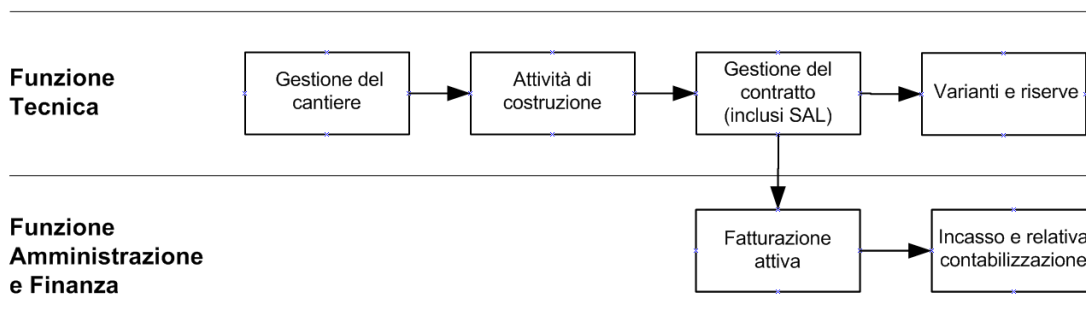 Funzione
Tecnica
Gestione del
cantiere
Attività di
costruzione
Gestione del
contratto
(inclusi SAL)
Varianti e riserve
Funzione
Amministrazione
e Finanza
Fatturazione
attiva
Incasso e relativa
contabilizzazione